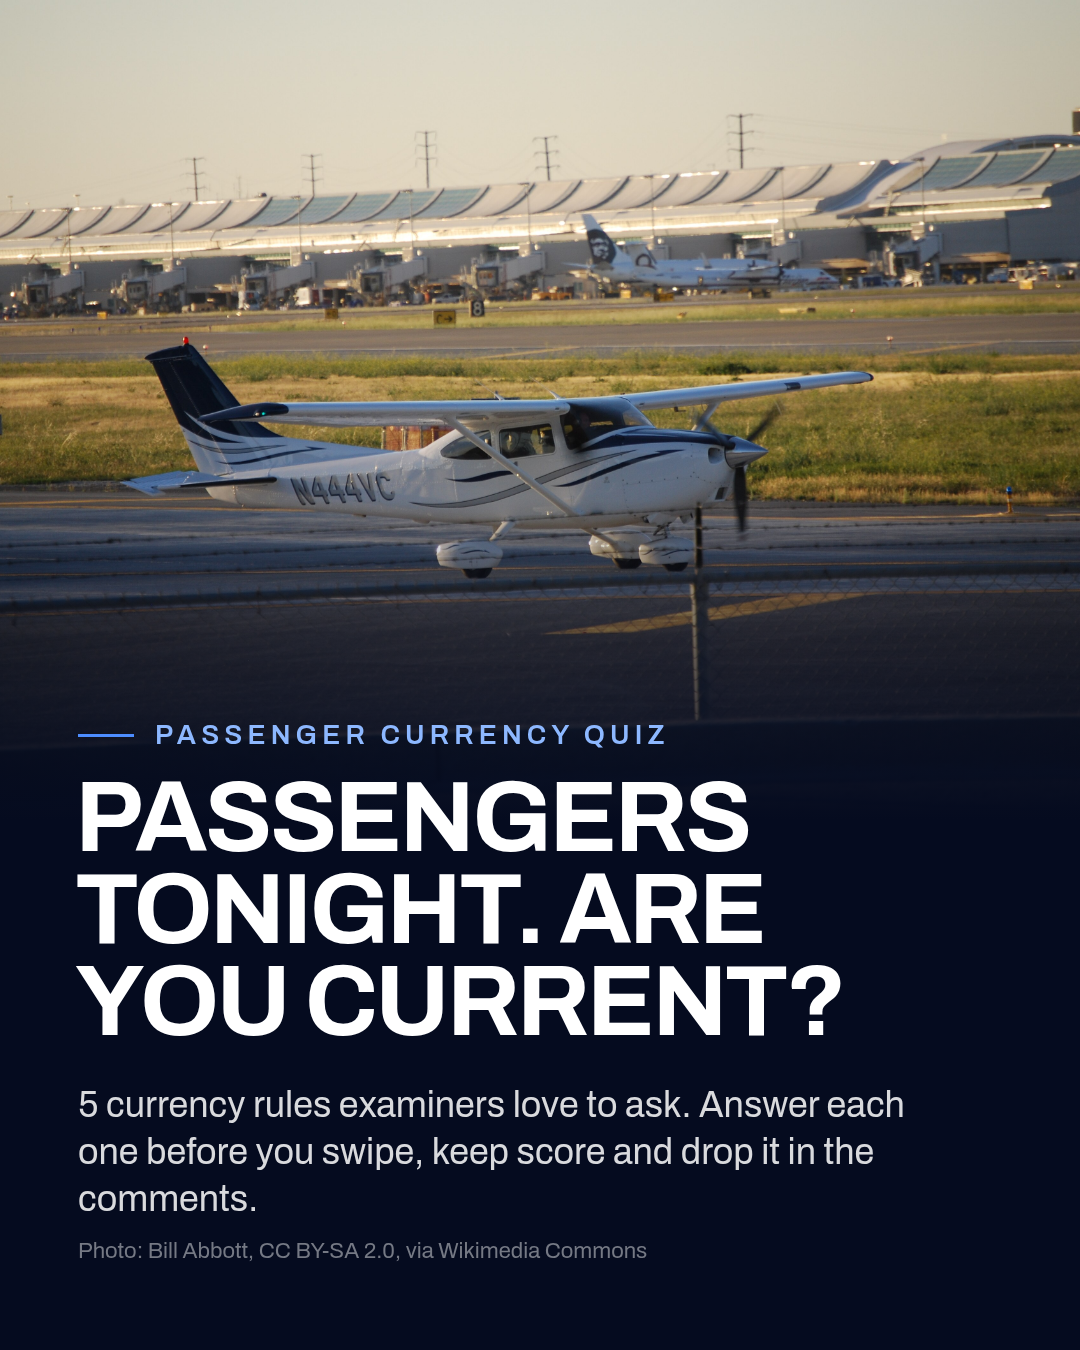 8
N444VC
PASSENGER CURRENCY QUIZ
PASSENGERS
TONIGHT. ARE
YOU CURRENT?
5 currency rules examiners love to ask. Answer each
one before you swipe, keep score and drop it in the
comments.
Photo: Bill Abbott, CC BY-SA 2.0, via Wikimedia Commons